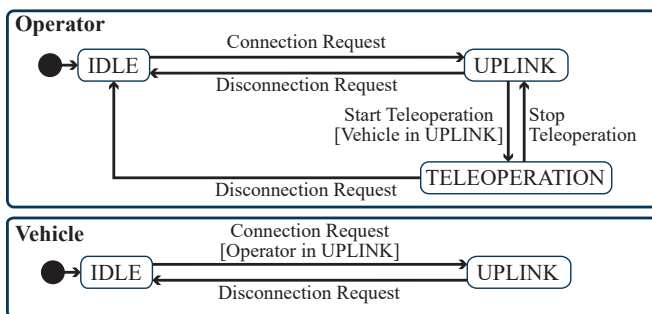 Operator
Connection Request
IDLE
UPLINK
Disconnection Request
Start Teleoperation
[Vehicle in UPLINK]
Stop
Teleoperation
TELEOPERATION
Disconnection Request
Vehicle
Connection Request
[Operator in UPLINK]
IDLE
UPLINK
Disconnection Request